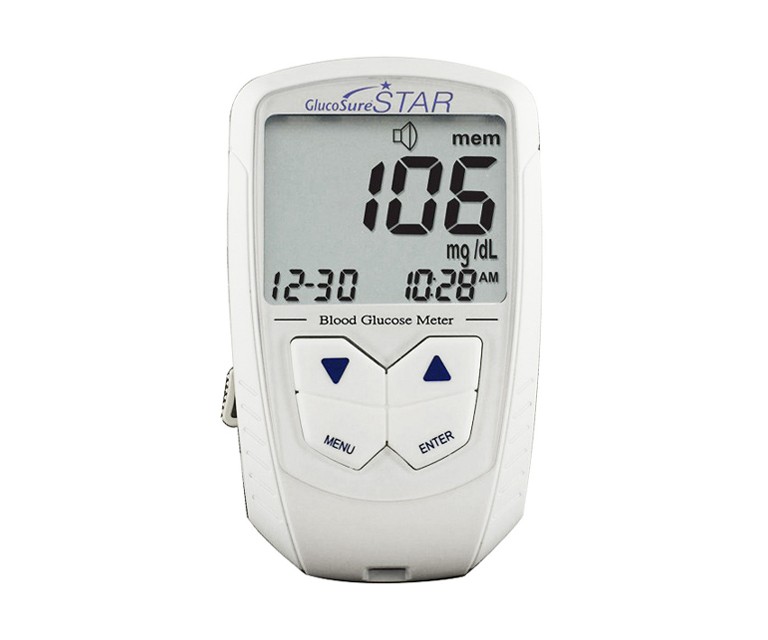 GlucoSure STAR
mem
106
mg/dL
12-30 10:28 AM
Blood Glucose Meter
MENU ENTER